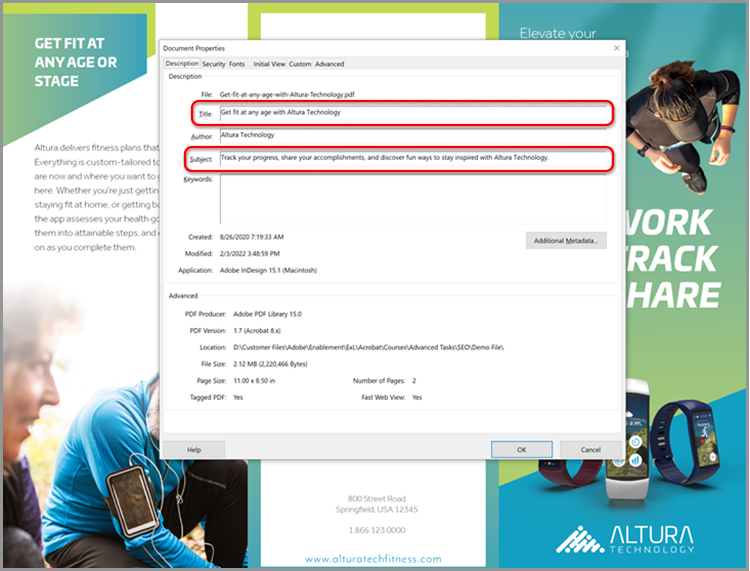 GET FIT AT
ANY AGE OR
STAGE
Altura delivers fitness plans that
Everything is custom-tailored to
are now and where you want to g
here. Whether you're just gettin
staying fit at home, or getting ba
the app assesses your health go
them into attainable steps, and
on as you complete them.
Elevate your
Document Properties
Description Security Fonts Initial View Custom Advanced
Description
File: Get-fit-at-any-age-with-Altura-Technology.pdf
Title: Get fit at any age with Altura Technology
Author: Altura Technology
Subject: Track your progress, share your accomplishments, and discover fun ways to stay inspired with Altura Technology.
Keywords:
Created: 8/26/2020 7:19:33 AM
Modified: 2/3/2022 3:48:59 PM
Application: Adobe InDesign 15.1 (Macintosh)
Additional Metadata...
Advanced
PDF Producer: Adobe PDF Library 15.0
PDF Version: 1.7 (Acrobat 8.x)
Location: D:\Customer Files\Adobe\Enablement\ExL\Acrobat\Courses\Advanced Tasks\SEO\Demo File\
File Size: 2.12 MB (2,220,466 Bytes)
Page Size: 11.00 x 8.50 in Number of Pages: 2
Tagged PDF: Yes Fast Web View: Yes
Help OK Cancel
WORK
TRACK
SHARE
800 Street Road
Springfield, USA 12345
1 866 123.0000
www.alturatechfitness.com
ALTURA
TECHNOLOGY